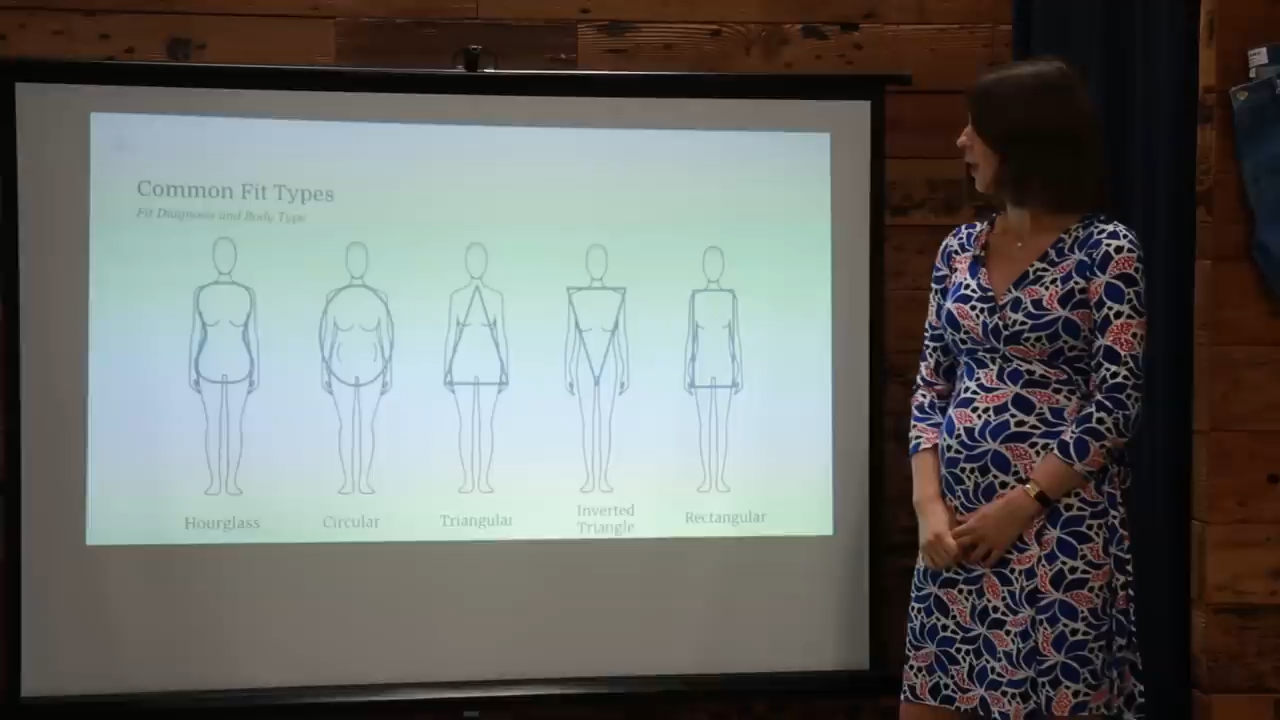 Common Fit Types
Fit Diagnosis and Body Type
Hourglass
Circular
Triangular
Inverted
Triangle
Rectangular